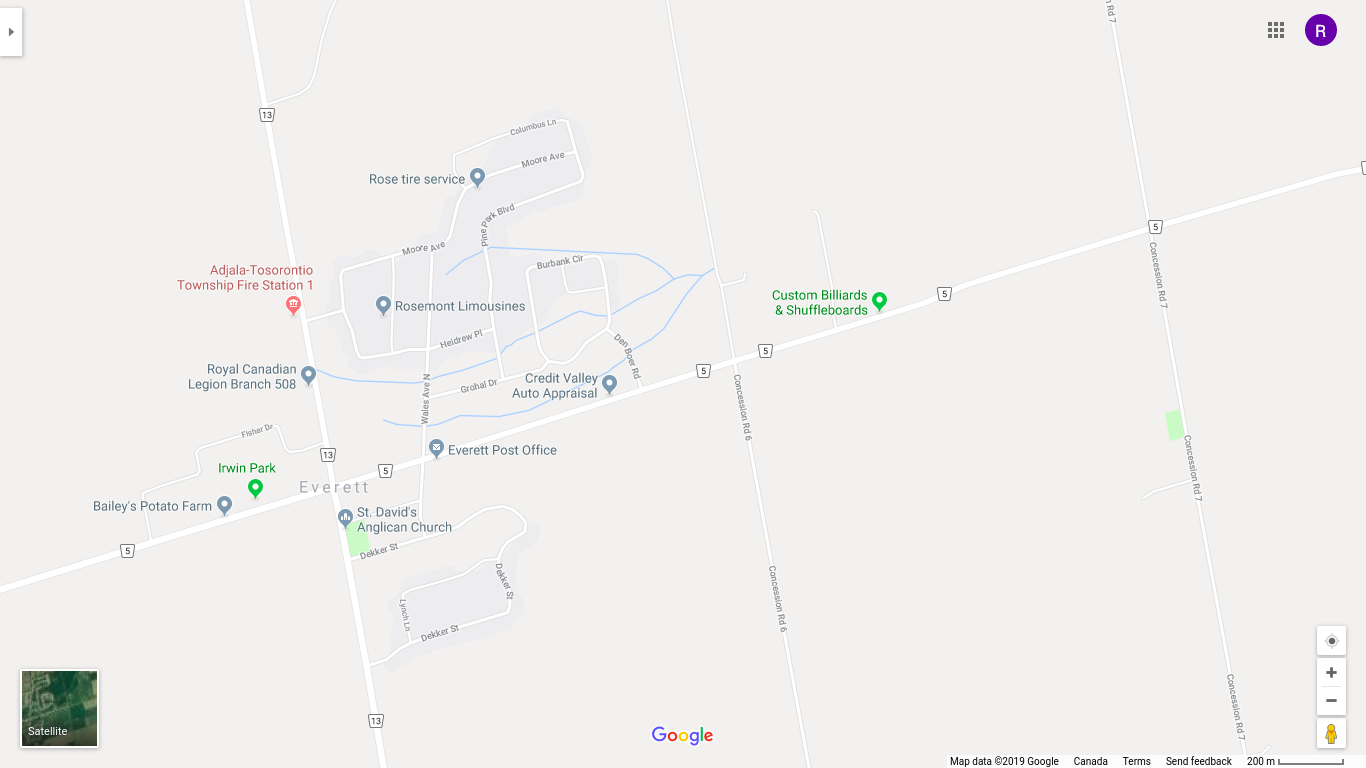 Rd 7
R
13
Columbus Ln
Moore Ave
Rose tire service
Pine Park Blvd
5
Moore Ave
Burbank Cir
Concession Rd 7
Adjala-Tosorontio
Township Fire Station 1
Rosemont Limousines
Custom Billiards
& Shuffleboards
5
Heidrew Pl
Den Boer Rd
5
5
Royal Canadian
Legion Branch 508
Grohal Dr
Credit Valley
Auto Appraisal
Wales Ave N
Concession Rd 6
Fisher Dr
13
Everett Post Office
Concession Rd 7
Irwin Park
5
Everett
Bailey's Potato Farm
St. David's
Anglican Church
5
Dekker St
Dekker St
Concession Rd 6
Lynch Ln
Dekker St
Concession Rd 7
13
Satellite
Google
Map data ©2019 Google Canada Terms Send feedback 200 m